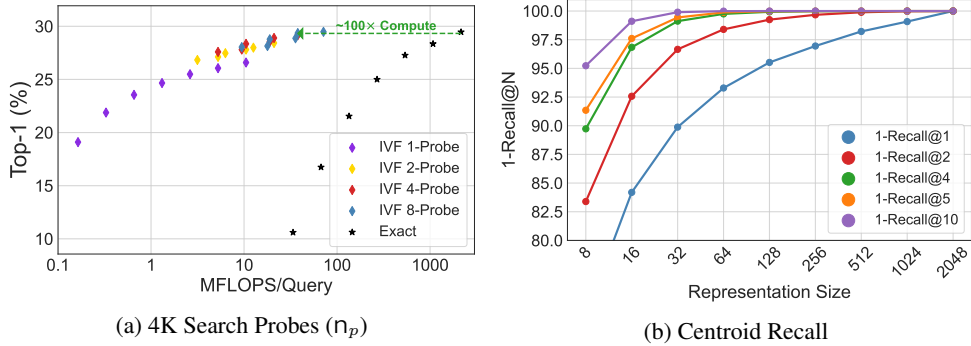 Top-1 (%)
30
25
20
15
10
0.1
1
10
100
1000
MFLOPS/Query
~100× Compute
IVF 1-Probe
IVF 2-Probe
IVF 4-Probe
IVF 8-Probe
Exact
(a) 4K Search Probes (nₚ)
1-Recall@N
100.0
97.5
95.0
92.5
90.0
87.5
85.0
82.5
80.0
8
16
32
64
128
256
512
1024
2048
Representation Size
1-Recall@1
1-Recall@2
1-Recall@4
1-Recall@5
1-Recall@10
(b) Centroid Recall